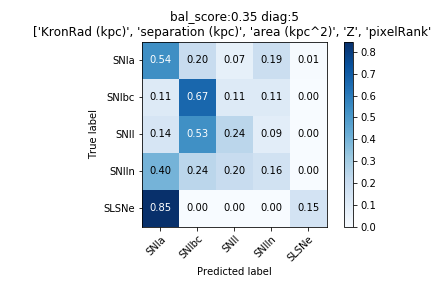 bal_score:0.35 diag:5
['KronRad (kpc)', 'separation (kpc)', 'area (kpc^2)', 'Z', 'pixelRank'
True label
SNIa 0.54 0.20 0.07 0.19 0.01
SNIbc 0.11 0.67 0.11 0.11 0.00
SNII 0.14 0.53 0.24 0.09 0.00
SNIIn 0.40 0.24 0.20 0.16 0.00
SLSNe 0.85 0.00 0.00 0.00 0.15
SNIa SNIbc SNII SNIIn SLSNe
Predicted label
0.8
0.7
0.6
0.5
0.4
0.3
0.2
0.1
0.0